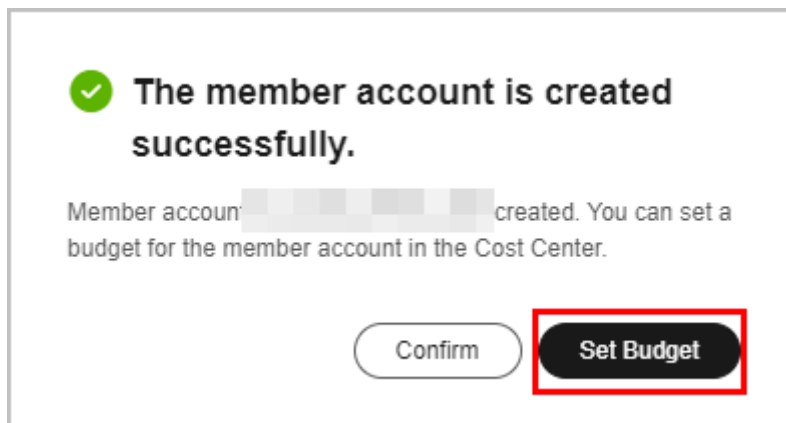 The member account is created
successfully.
Member account created. You can set a
budget for the member account in the Cost Center.
Confirm
Set Budget